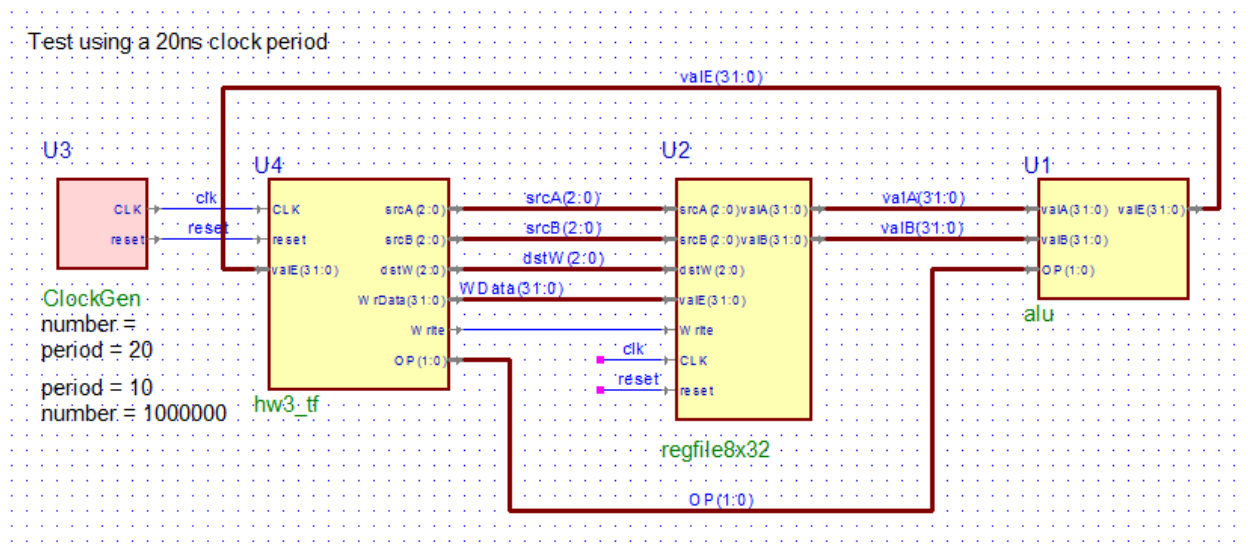 Test using a 20ns clock period
valE(31:0)
U3
U4
U2
U1
CLK
clk
CLK
srcA(2:0)
srcA(2:0)
srcA(2:0)
valA(31:0)
valA(31:0)
valA(31:0)
valE(31:0)
reset
reset
reset
srcB(2:0)
srcB(2:0)
srcB(2:0)
valB(31:0)
valB(31:0)
valB(31:0)
valE(31:0)
dstW(2:0)
dstW(2:0)
dstW(2:0)
OP(1:0)
WrData(31:0)
WData(31:0)
valE(31:0)
Write
Write
OP(1:0)
clk
CLK
reset
reset
ClockGen
number =
period = 20
period = 10
number = 1000000
hw3_tf
regfile8x32
alu
OP(1:0)